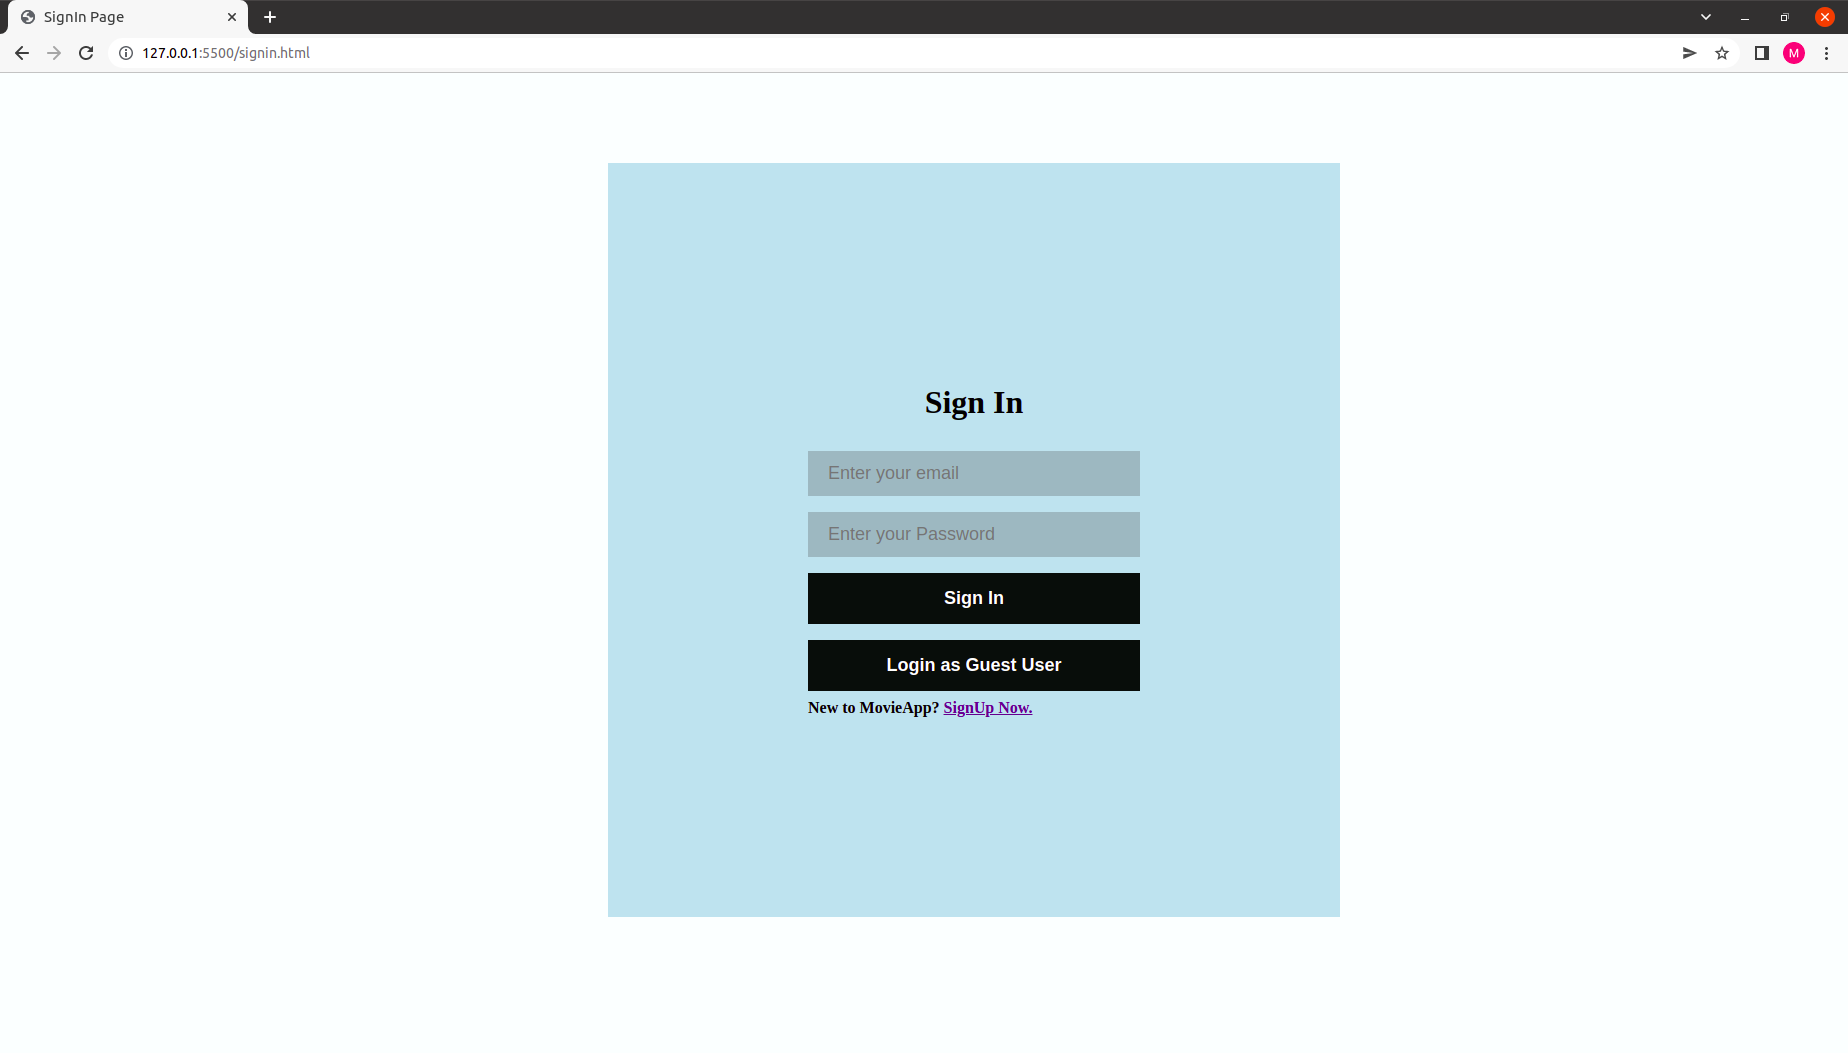 SignIn Page
127.0.0.1:5500/signin.html
M
Sign In
Enter your email
Enter your Password
Sign In
Login as Guest User
New to MovieApp? SignUp Now.